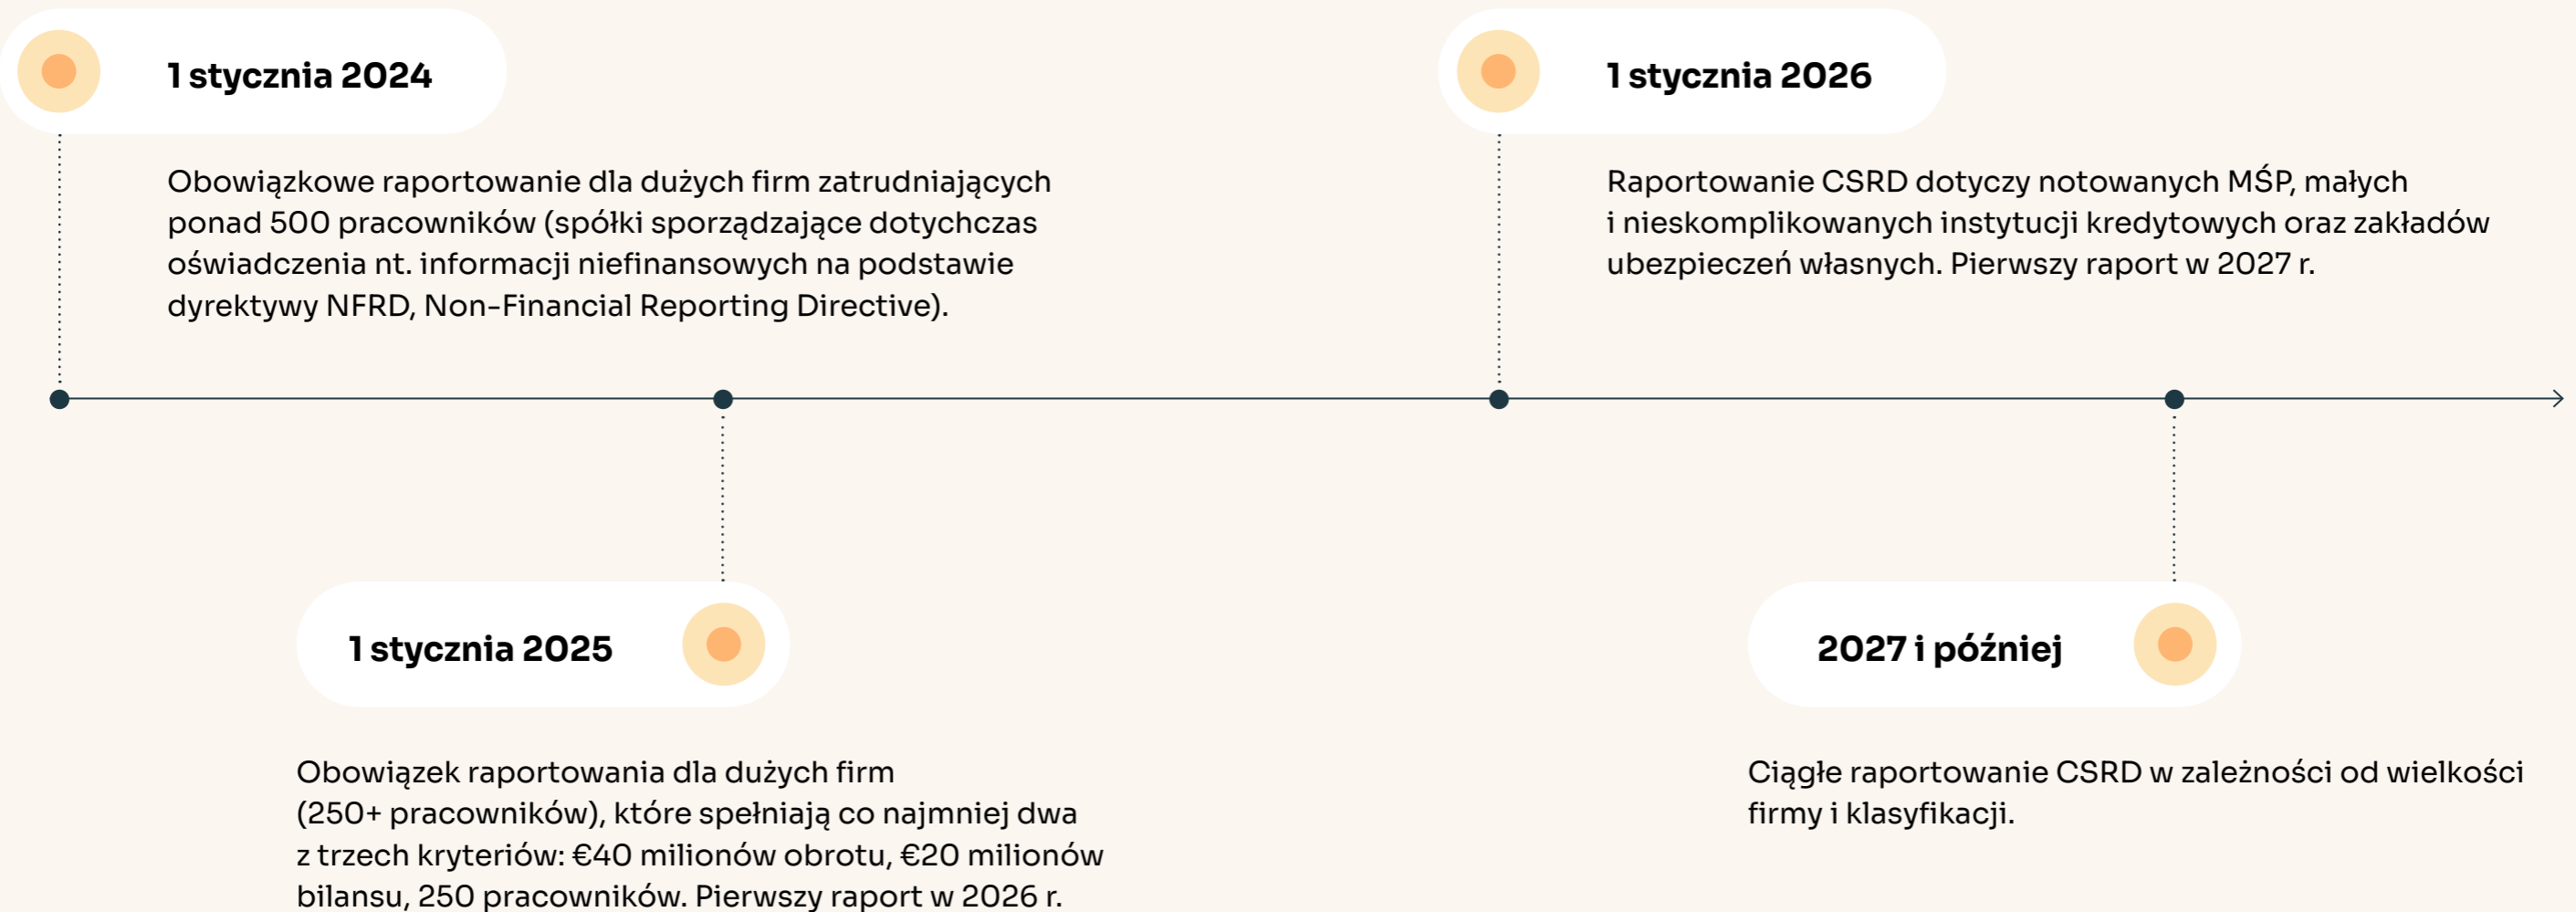 1 stycznia 2024
Obowiązkowe raportowanie dla dużych firm zatrudniających
ponad 500 pracowników (spółki sporządzające dotychczas
oświadczenia nt. informacji niefinansowych na podstawie
dyrektywy NFRD, Non-Financial Reporting Directive).
1 stycznia 2025
Obowiązek raportowania dla dużych firm
(250+ pracowników), które spełniają co najmniej dwa
z trzech kryteriów: €40 milionów obrotu, €20 milionów
bilansu, 250 pracowników. Pierwszy raport w 2026 r.
1 stycznia 2026
Raportowanie CSRD dotyczy notowanych MŚP, małych
i nieskomplikowanych instytucji kredytowych oraz zakładów
ubezpieczeń własnych. Pierwszy raport w 2027 r.
2027 i później
Ciągłe raportowanie CSRD w zależności od wielkości
firmy i klasyfikacji.